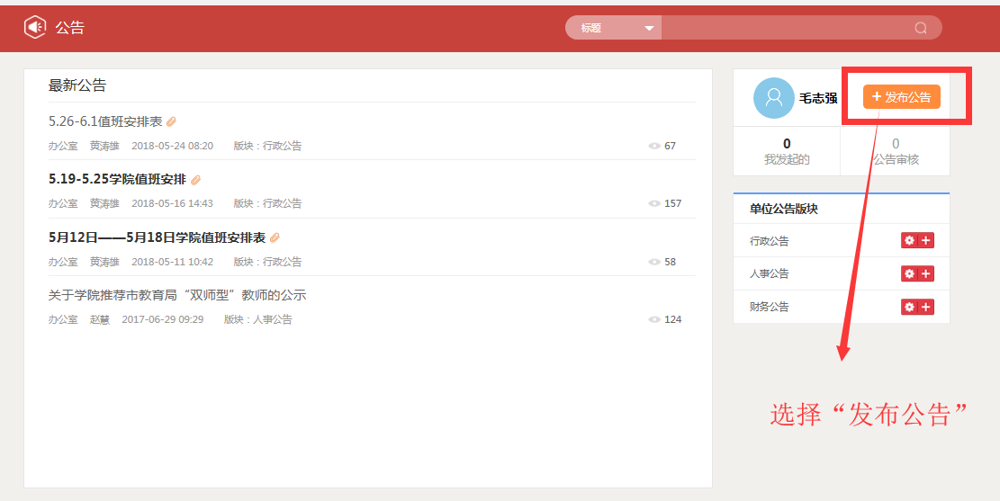 公告
标题
最新公告
5.26-6.1值班安排表
办公室 黄涛雄 2018-05-24 08:20 版块：行政公告 67
5.19-5.25学院值班安排
办公室 黄涛雄 2018-05-16 14:43 版块：行政公告 157
5月12日——5月18日学院值班安排表
办公室 黄涛雄 2018-05-11 10:42 版块：行政公告 58
关于学院推荐市教育局“双师型”教师的公示
办公室 赵慧 2017-06-29 09:29 版块：人事公告 124
毛志强 + 发布公告
0 0
我发起的 公告审核
单位公告版块
行政公告
人事公告
财务公告
选择“发布公告”